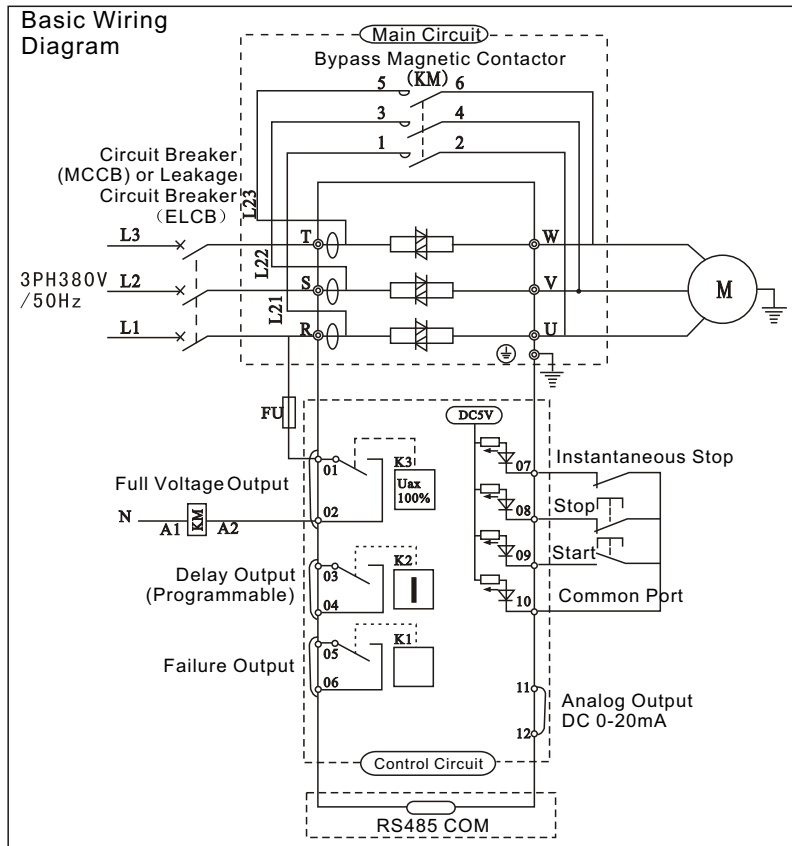 Basic Wiring
Diagram
Main Circuit
Bypass Magnetic Contactor
(KM)
5 6
3 4
1 2
Circuit Breaker
(MCCB) or Leakage
Circuit Breaker
(ELCB)
L23
L22
L21
L3
T
W
3PH380V
/50Hz
L2
S
V
M
L1
R
U
FU
DC5V
01
K3
Uax
100%
07
Instantaneous Stop
Full Voltage Output
02
08
Stop
N
A1
KM
A2
09
Start
Delay Output
(Programmable)
03
K2
04
10
Common Port
05
K1
Failure Output
06
11
Analog Output
DC 0-20mA
12
Control Circuit
RS485 COM